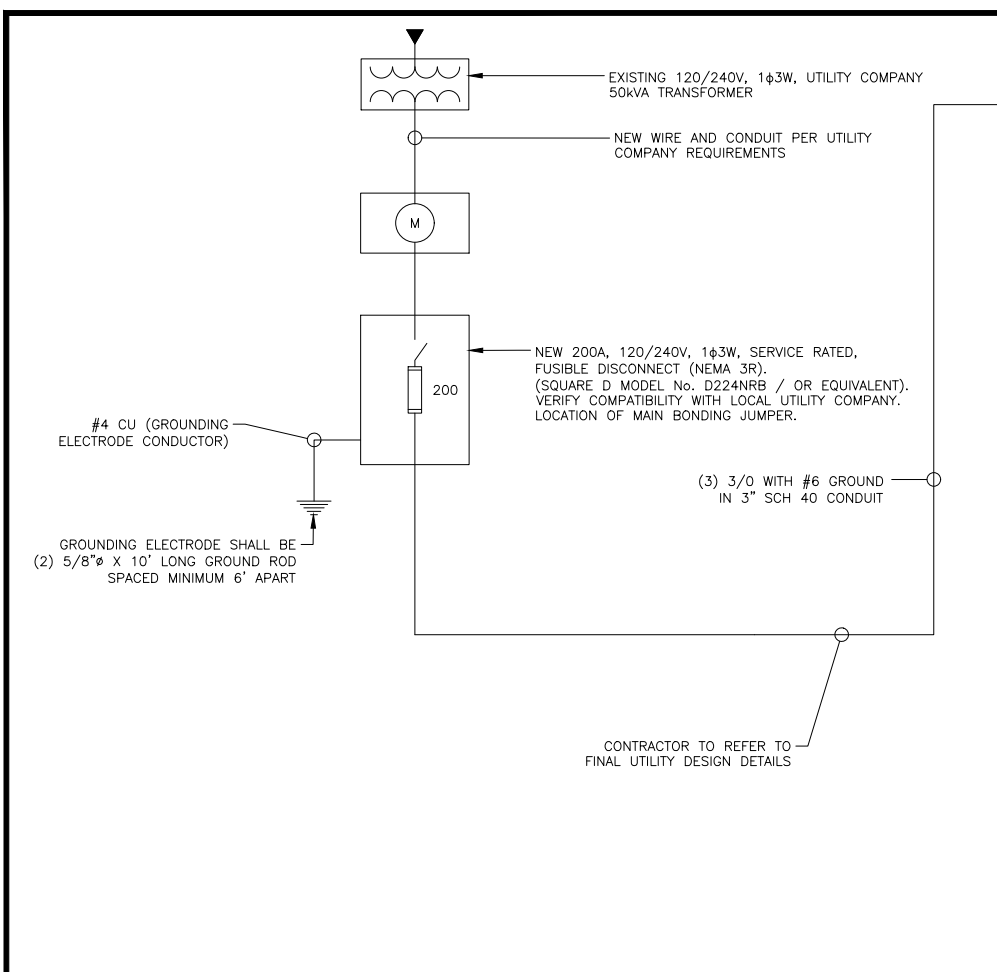 EXISTING 120/240V, 1ϕ3W, UTILITY COMPANY
50kVA TRANSFORMER
NEW WIRE AND CONDUIT PER UTILITY
COMPANY REQUIREMENTS
M
NEW 200A, 120/240V, 1ϕ3W, SERVICE RATED,
FUSIBLE DISCONNECT (NEMA 3R).
(SQUARE D MODEL No. D224NRB / OR EQUIVALENT).
VERIFY COMPATIBILITY WITH LOCAL UTILITY COMPANY.
LOCATION OF MAIN BONDING JUMPER.
200
#4 CU (GROUNDING
ELECTRODE CONDUCTOR)
(3) 3/0 WITH #6 GROUND
IN 3" SCH 40 CONDUIT
GROUNDING ELECTRODE SHALL BE
(2) 5/8"ø X 10' LONG GROUND ROD
SPACED MINIMUM 6' APART
CONTRACTOR TO REFER TO
FINAL UTILITY DESIGN DETAILS